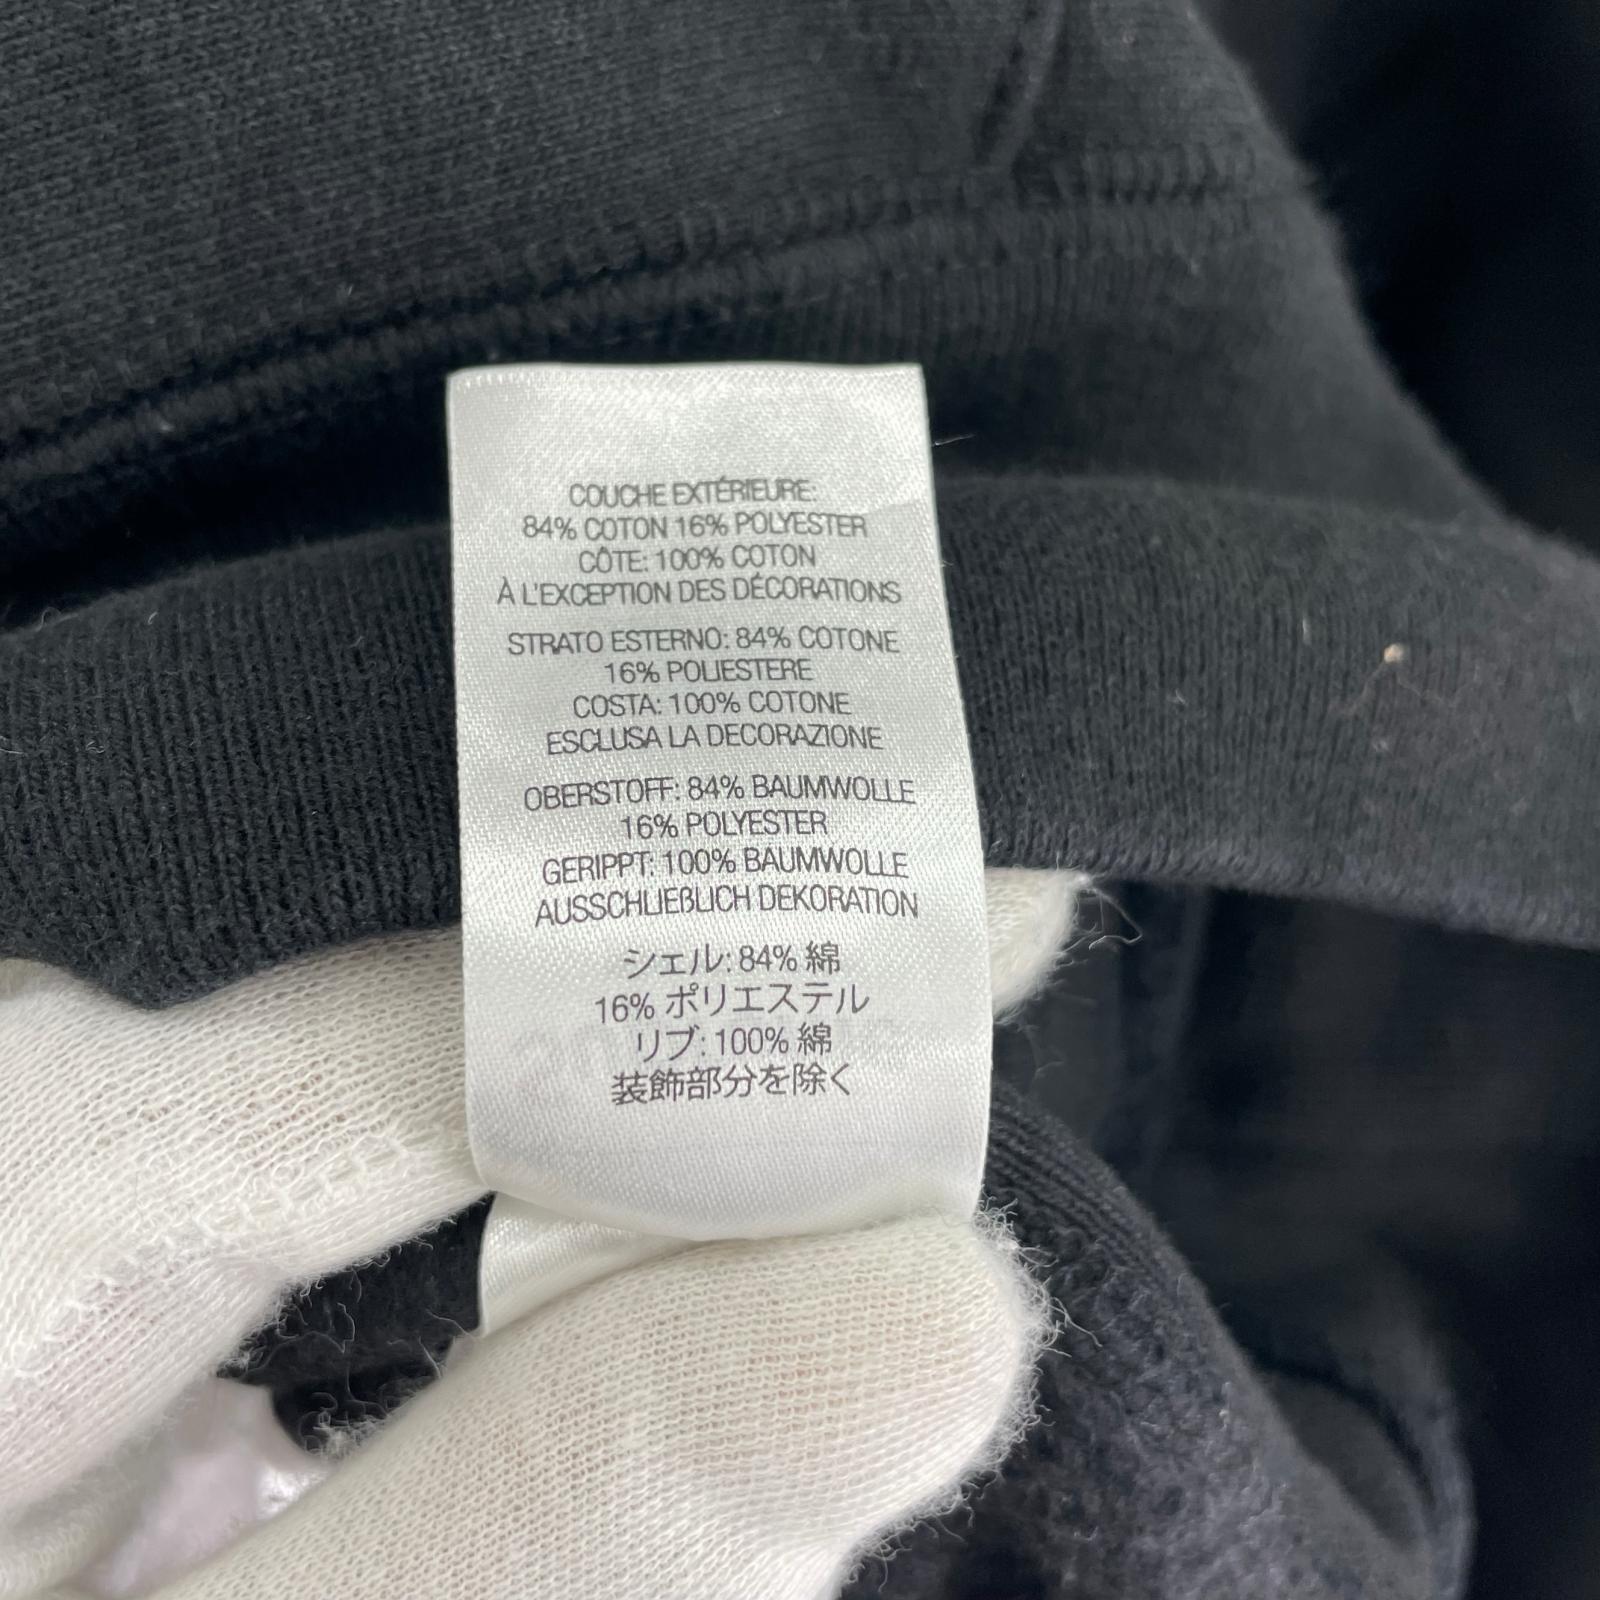 COUCHE EXTÉRIEURE:
84% COTON 16% POLYESTER
CÔTE: 100% COTON
À L'EXCEPTION DES DÉCORATIONS
STRATO ESTERNO: 84% COTONE
16% POLIESTERE
COSTA: 100% COTONE
ESCLUSA LA DECORAZIONE
OBERSTOFF: 84% BAUMWOLLE
16% POLYESTER
GERIPPT: 100% BAUMWOLLE
AUSSCHLIEßLICH DEKORATION
シェル: 84% 綿
16% ポリエステル
リブ: 100% 綿
装飾部分を除く